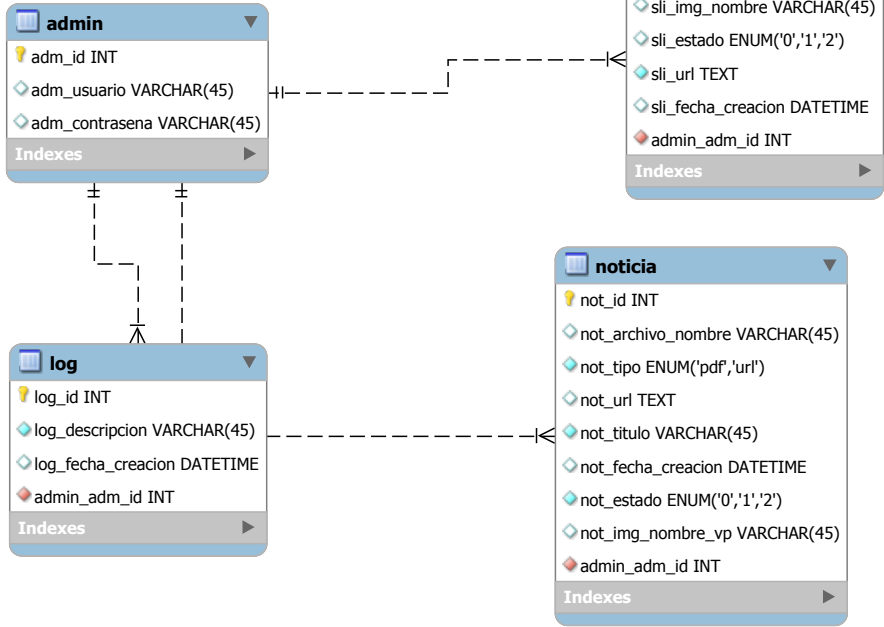 admin
adm_id INT
adm_usuario VARCHAR(45)
adm_contrasena VARCHAR(45)
Indexes
sli_img_nombre VARCHAR(45)
sli_estado ENUM('0','1','2')
sli_url TEXT
sli_fecha_creacion DATETIME
admin_adm_id INT
Indexes
log
log_id INT
log_descripcion VARCHAR(45)
log_fecha_creacion DATETIME
admin_adm_id INT
Indexes
noticia
not_id INT
not_archivo_nombre VARCHAR(45)
not_tipo ENUM('pdf','url')
not_url TEXT
not_titulo VARCHAR(45)
not_fecha_creacion DATETIME
not_estado ENUM('0','1','2')
not_img_nombre_vp VARCHAR(45)
admin_adm_id INT
Indexes